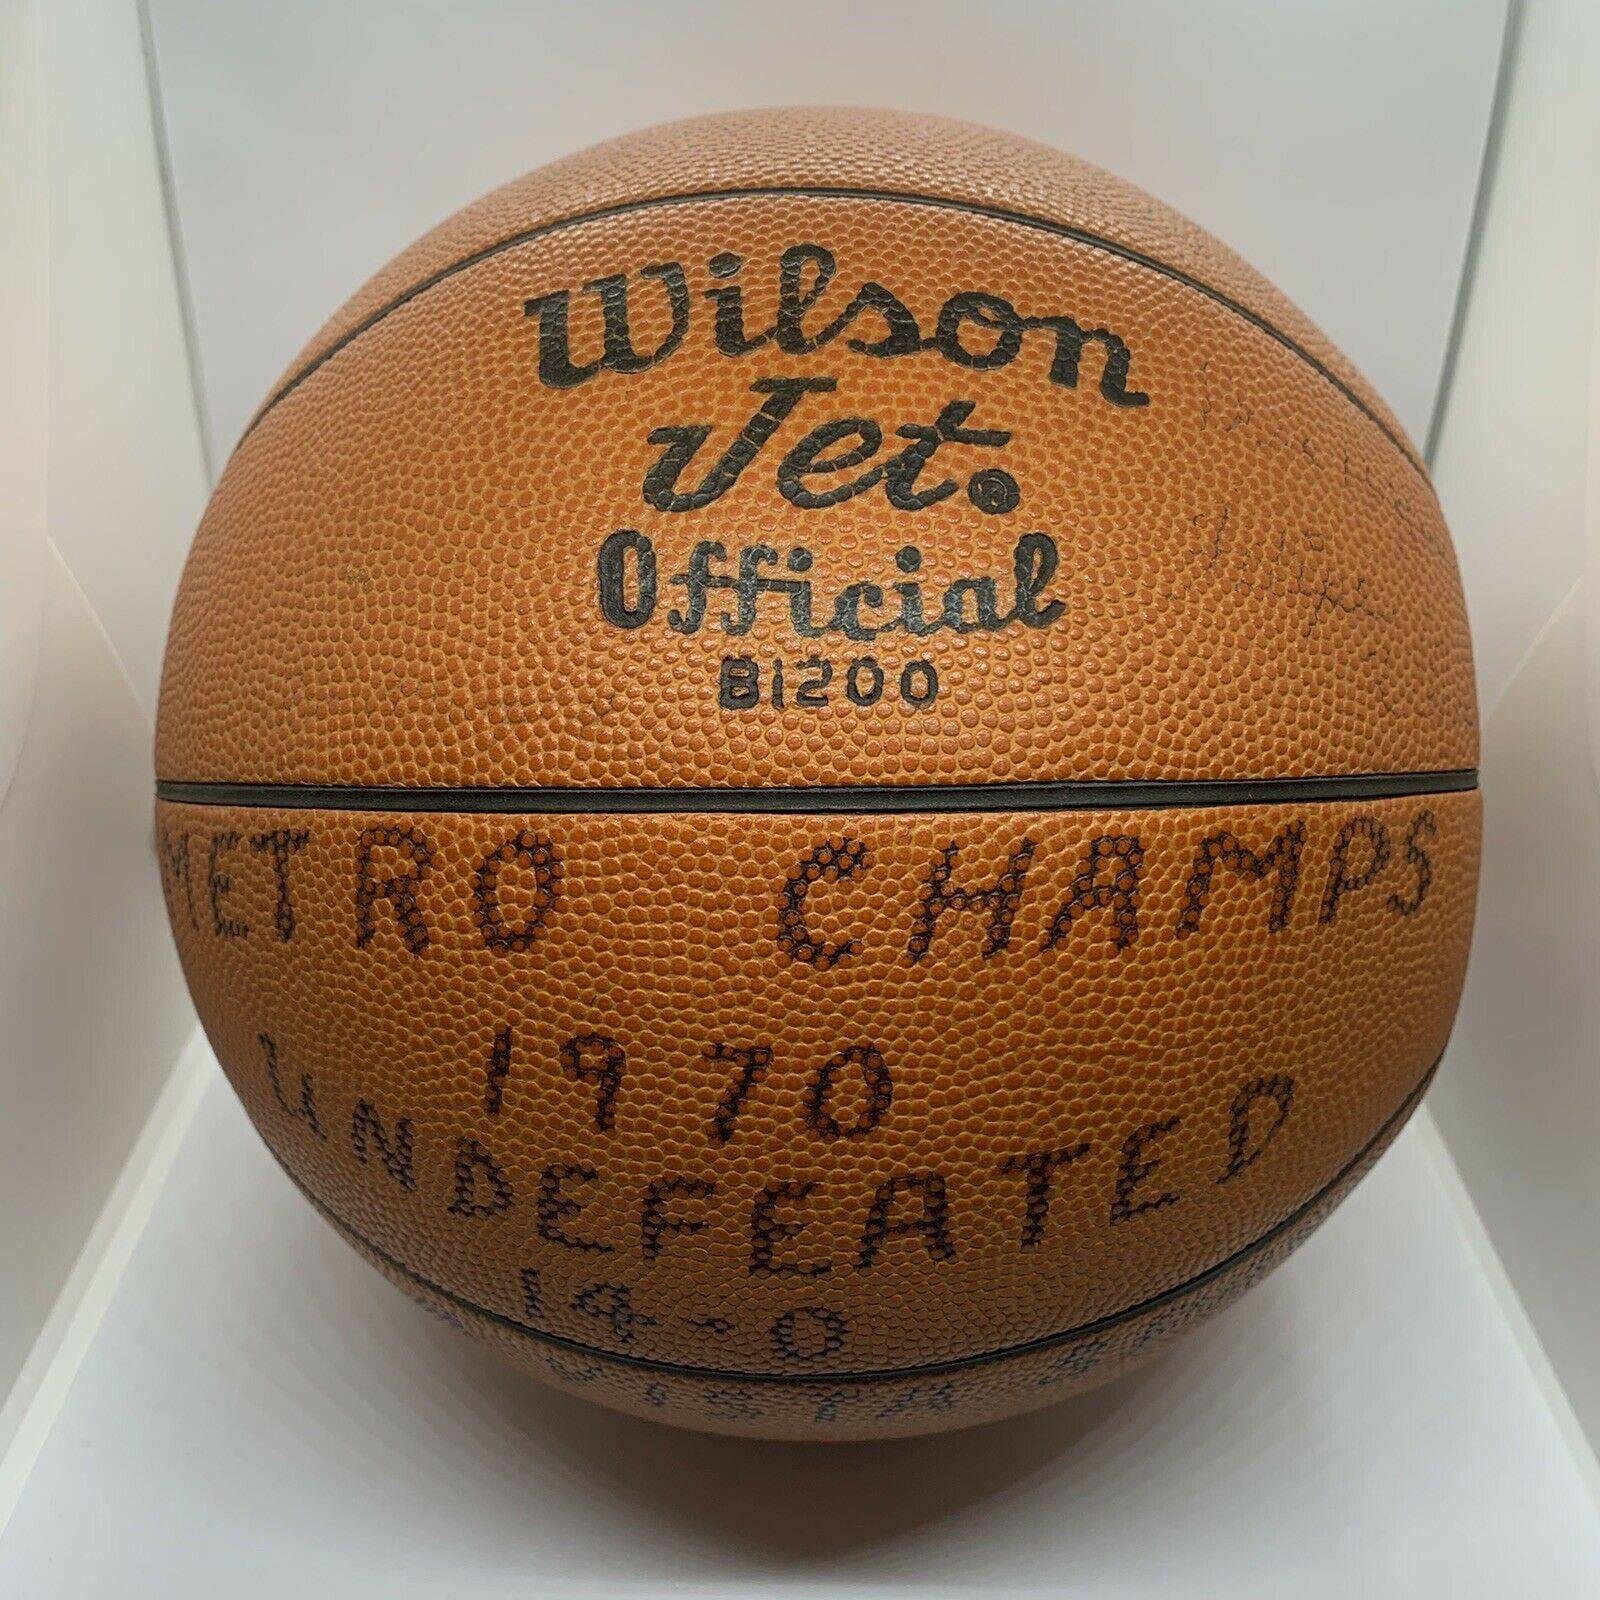 Wilson
Jet®
Official
B1200
METRO CHAMPS
1970
UNDEFEATED
14-0